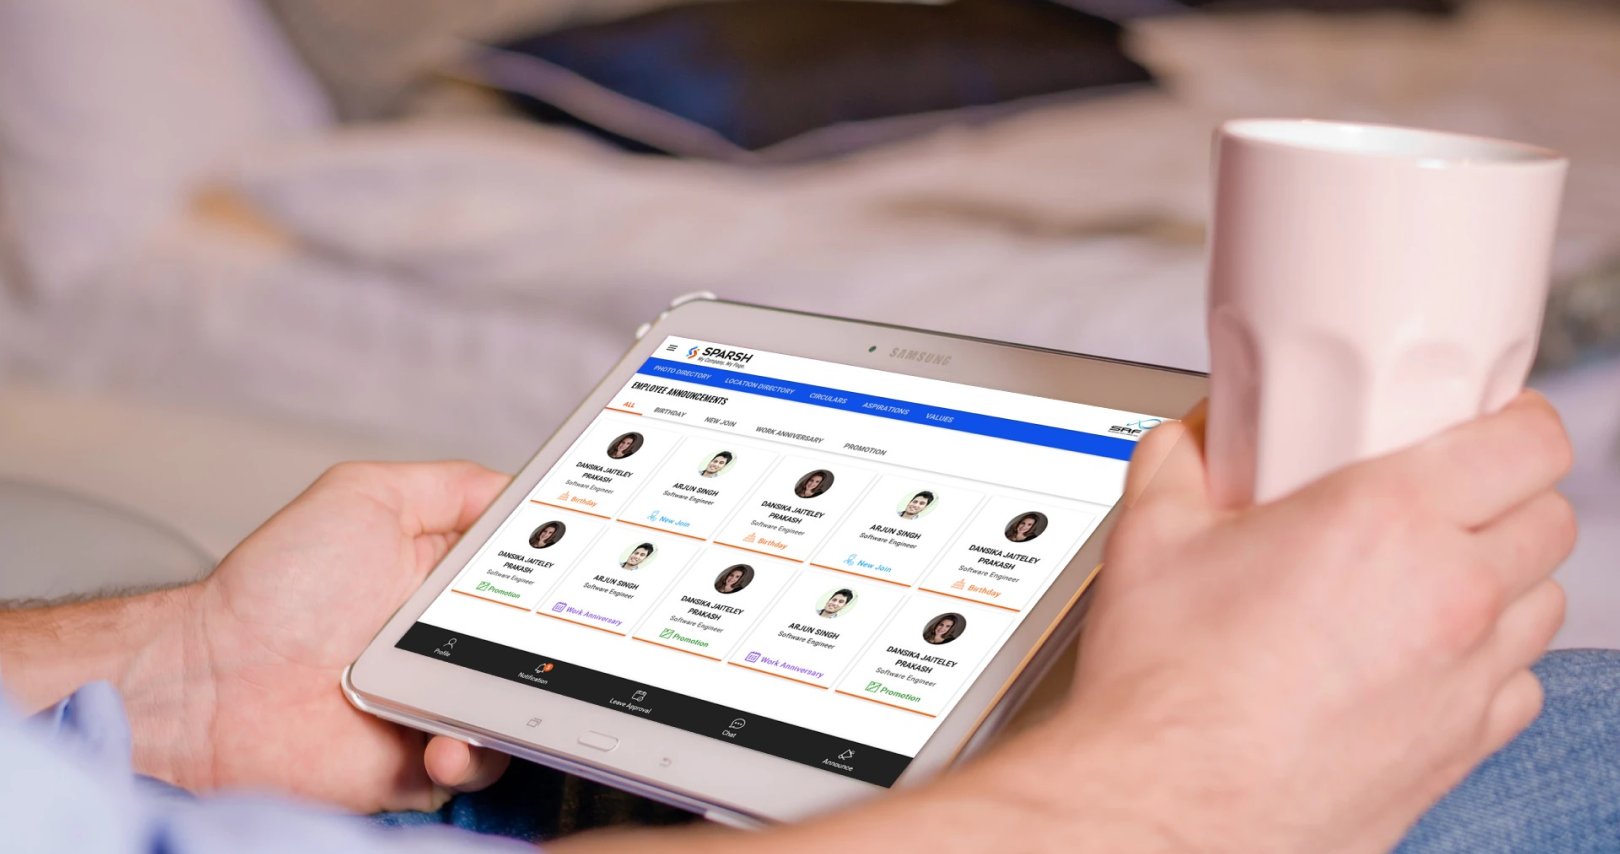 SAMSUNG
SPARSH
My Company. My Page.
SRF
PHOTO DIRECTORY
LOCATION DIRECTORY
CIRCULARS
ASPIRATIONS
VALUES
EMPLOYEE ANNOUNCEMENTS
ALL
BIRTHDAY
NEW JOIN
WORK ANNIVERSARY
PROMOTION
DANSIKA JAITELEY
PRAKASH
Software Engineer
Birthday
ARJUN SINGH
Software Engineer
New Join
DANSIKA JAITELEY
PRAKASH
Software Engineer
Birthday
ARJUN SINGH
Software Engineer
New Join
DANSIKA JAITELEY
PRAKASH
Software Engineer
Birthday
DANSIKA JAITELEY
PRAKASH
Software Engineer
Promotion
ARJUN SINGH
Software Engineer
Work Anniversary
DANSIKA JAITELEY
PRAKASH
Software Engineer
Promotion
ARJUN SINGH
Software Engineer
Work Anniversary
DANSIKA JAITELEY
PRAKASH
Software Engineer
Promotion
Profile
Notification
Leave Approval
Chat
Announce